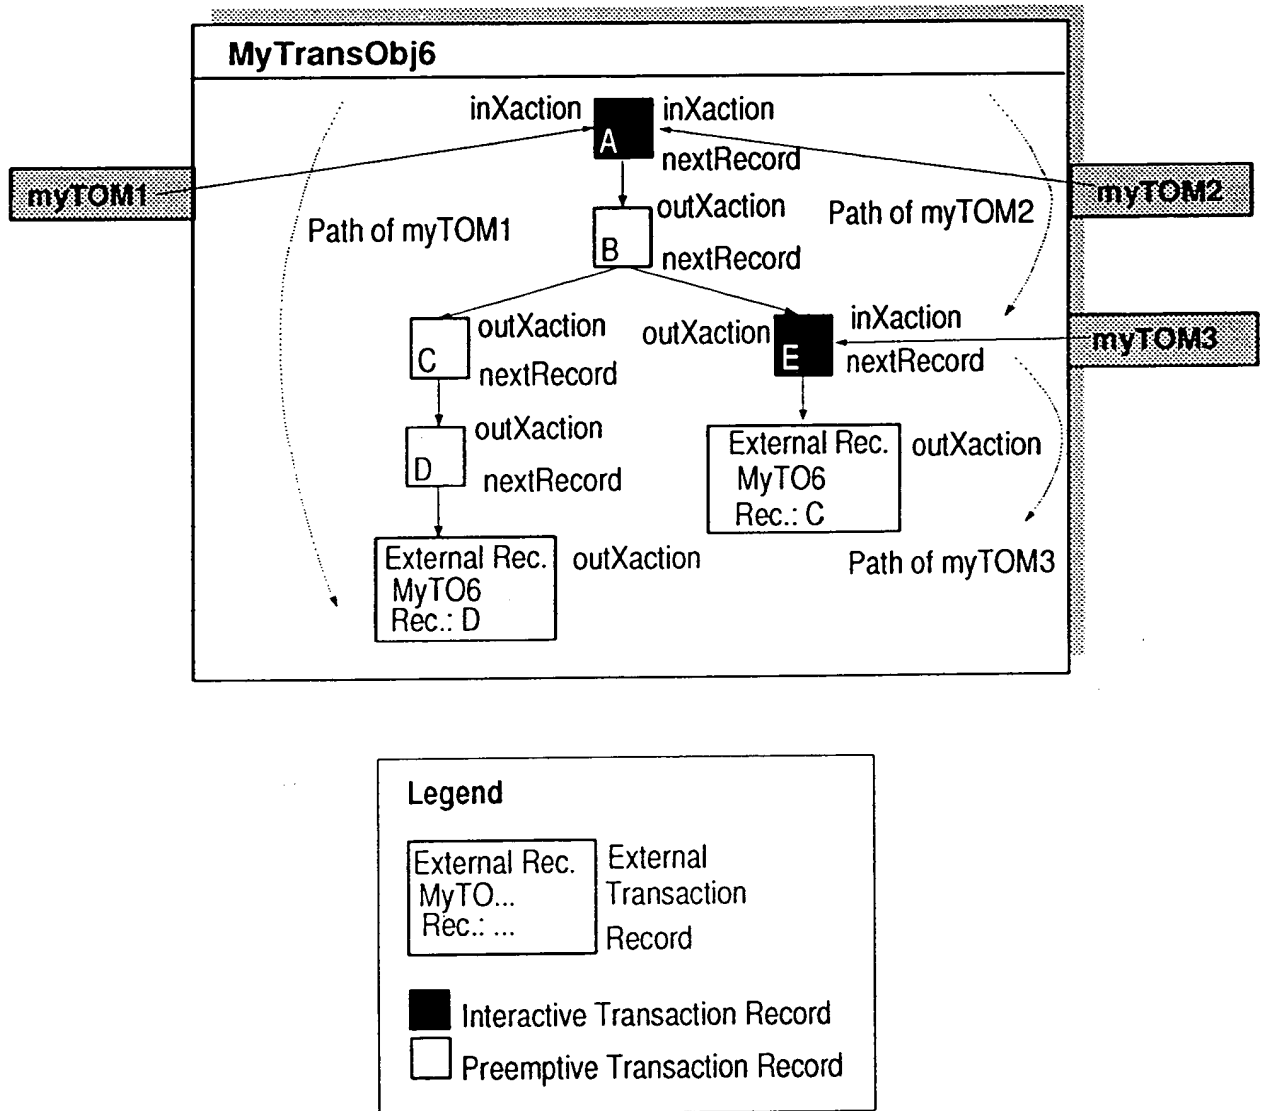 MyTransObj6
inXaction
inXaction
A
nextRecord
myTOM1
myTOM2
outXaction
Path of myTOM1
Path of myTOM2
B
nextRecord
outXaction
outXaction
inXaction
myTOM3
C
E
nextRecord
nextRecord
outXaction
D
nextRecord
External Rec.
MyTO6
Rec.: C
outXaction
External Rec.
MyTO6
Rec.: D
outXaction
Path of myTOM3
Legend
External Rec.
MyTO...
Rec.: ...
External
Transaction
Record
Interactive Transaction Record
Preemptive Transaction Record